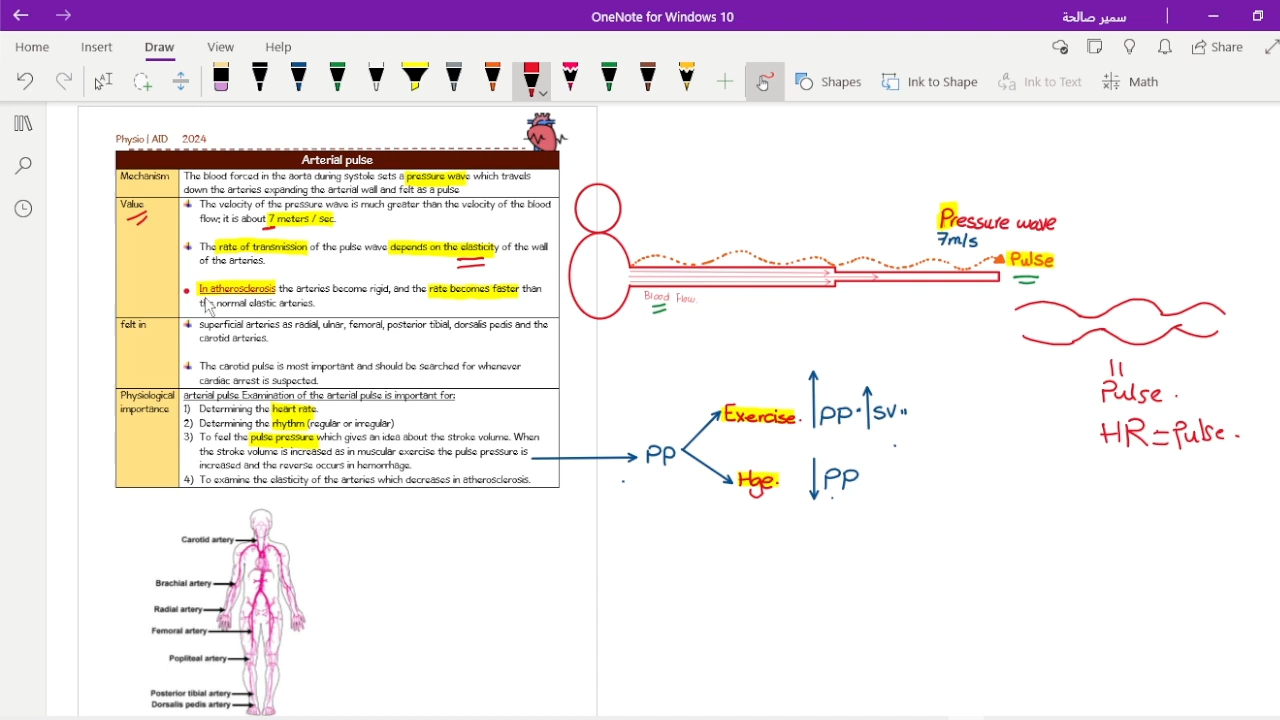 OneNote for Windows 10
سمير صالحة
Home
Insert
Draw
View
Help
Share
Shapes
Ink to Shape
Ink to Text
Math
Physio | AID 2024
Arterial pulse
Mechanism
The blood forced in the aorta during systole sets a pressure wave which travels
down the arteries expanding the arterial wall and felt as a pulse
Value
The velocity of the pressure wave is much greater than the velocity of the blood
flow; it is about 7 meters / sec.
The rate of transmission of the pulse wave depends on the elasticity of the wall
of the arteries.
In atherosclerosis the arteries become rigid, and the rate becomes faster than
the normal elastic arteries.
felt in
superficial arteries as radial, ulnar, femoral, posterior tibial, dorsalis pedis and the
carotid arteries.
The carotid pulse is most important and should be searched for whenever
cardiac arrest is suspected.
Physiological
importance
arterial pulse Examination of the arterial pulse is important for:
1) Determining the heart rate.
2) Determining the rhythm (regular or irregular)
3) To feel the pulse pressure which gives an idea about the stroke volume. When
the stroke volume is increased as in muscular exercise the pulse pressure is
increased and the reverse occurs in hemorrhage.
4) To examine the elasticity of the arteries which decreases in atherosclerosis.
Carotid artery
Brachial artery
Radial artery
Femoral artery
Popliteal artery
Posterior tibial artery
Dorsalis pedis artery
Pressure wave
7m/s
Pulse
Blood Flow.
Pulse.
HR = Pulse.
PP
Exercise. ↑PP. ↑SV..
Hge. ↓PP